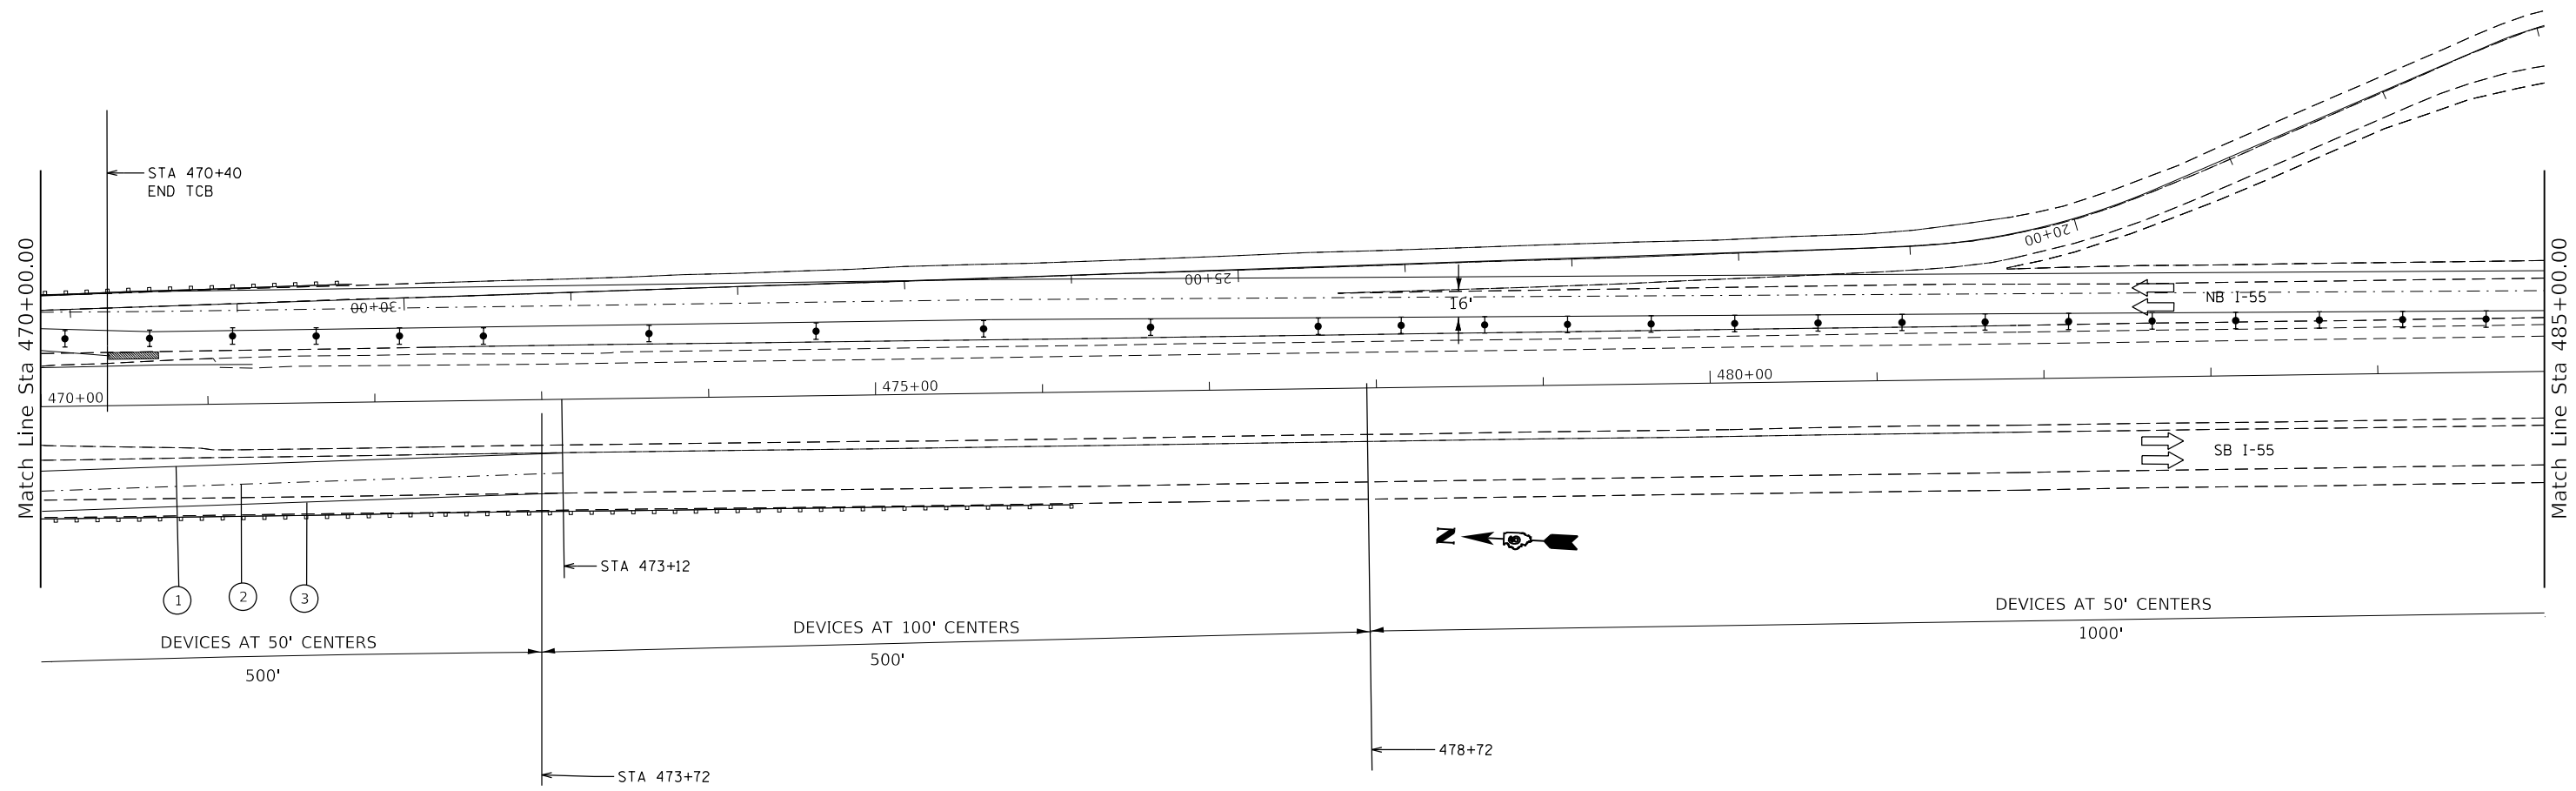 STA 470+40
END TCB
Match Line Sta 470+00.00
Match Line Sta 485+00.00
20+00
25+00
30+00
16'
NB I-55
470+00
475+00
480+00
SB I-55
N
STA 473+12
1
2
3
DEVICES AT 50' CENTERS
500'
DEVICES AT 100' CENTERS
500'
DEVICES AT 50' CENTERS
1000'
478+72
STA 473+72